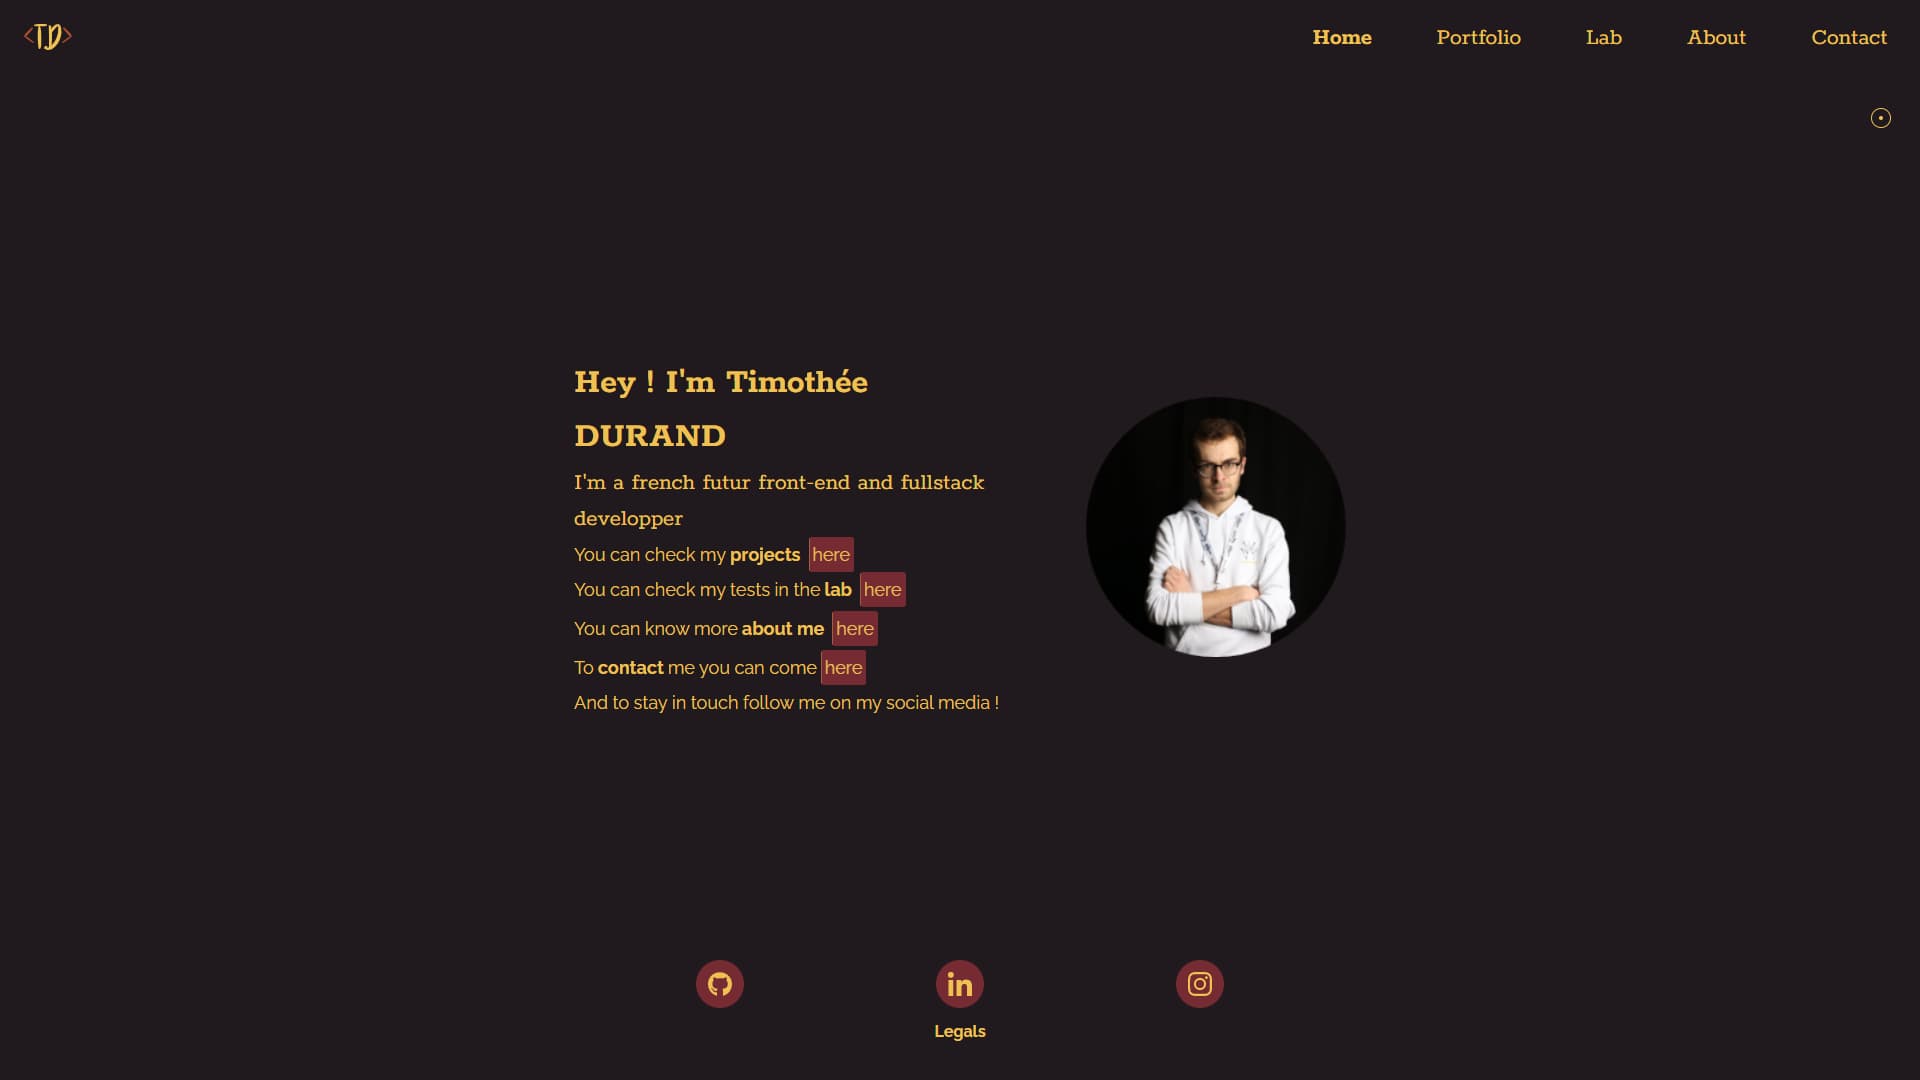 <TD>
Home
Portfolio
Lab
About
Contact
Hey ! I'm Timothée
DURAND
I'm a french futur front-end and fullstack
developper
You can check my projects here
You can check my tests in the lab here
You can know more about me here
To contact me you can come here
And to stay in touch follow me on my social media !
in
Legals